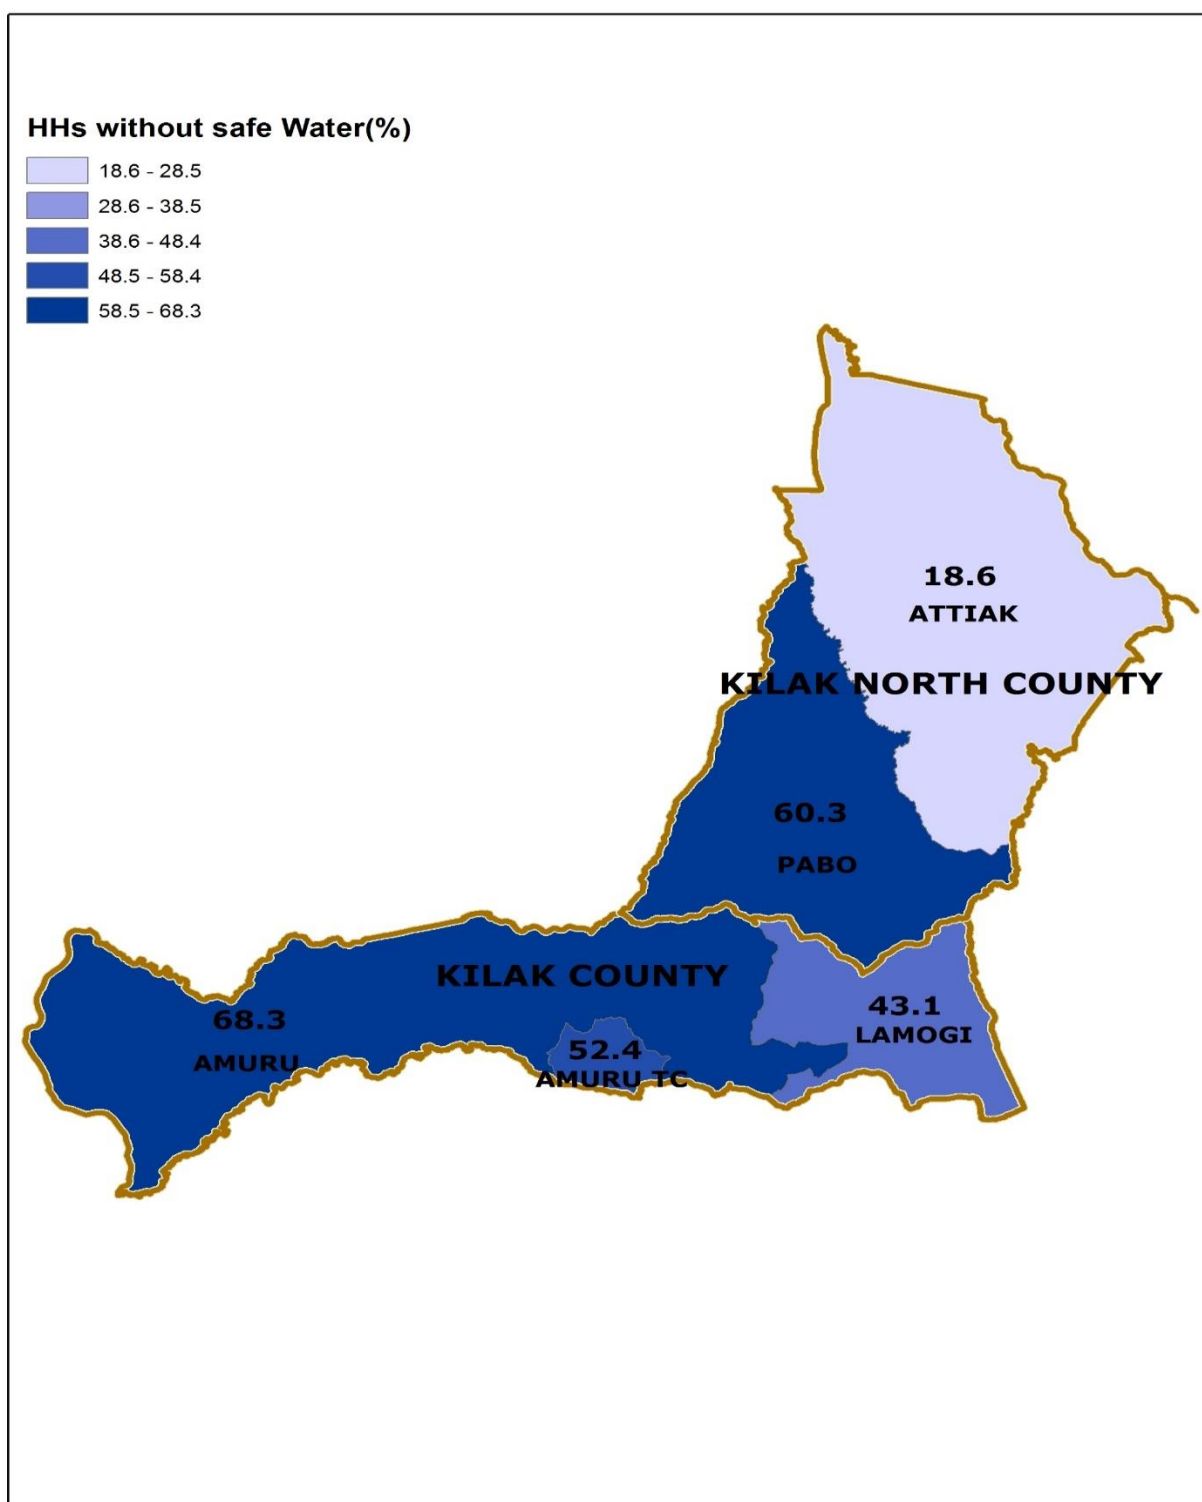 HHs without safe Water(%)
18.6 - 28.5
28.6 - 38.5
38.6 - 48.4
48.5 - 58.4
58.5 - 68.3
18.6
ATTIAK
KILAK NORTH COUNTY
60.3
PABO
KILAK COUNTY
68.3
AMURU
52.4
AMURU TC
43.1
LAMOGI